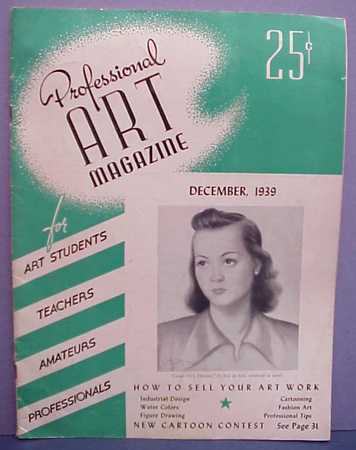 Professional
ART
MAGAZINE
25¢
for
ART STUDENTS
TEACHERS
AMATEURS
PROFESSIONALS
DECEMBER, 1939
HOW TO SELL YOUR ART WORK
Industrial Design
Water Colors
Figure Drawing
Cartooning
Fashion Art
Professional Tips
NEW CARTOON CONTEST See Page 31